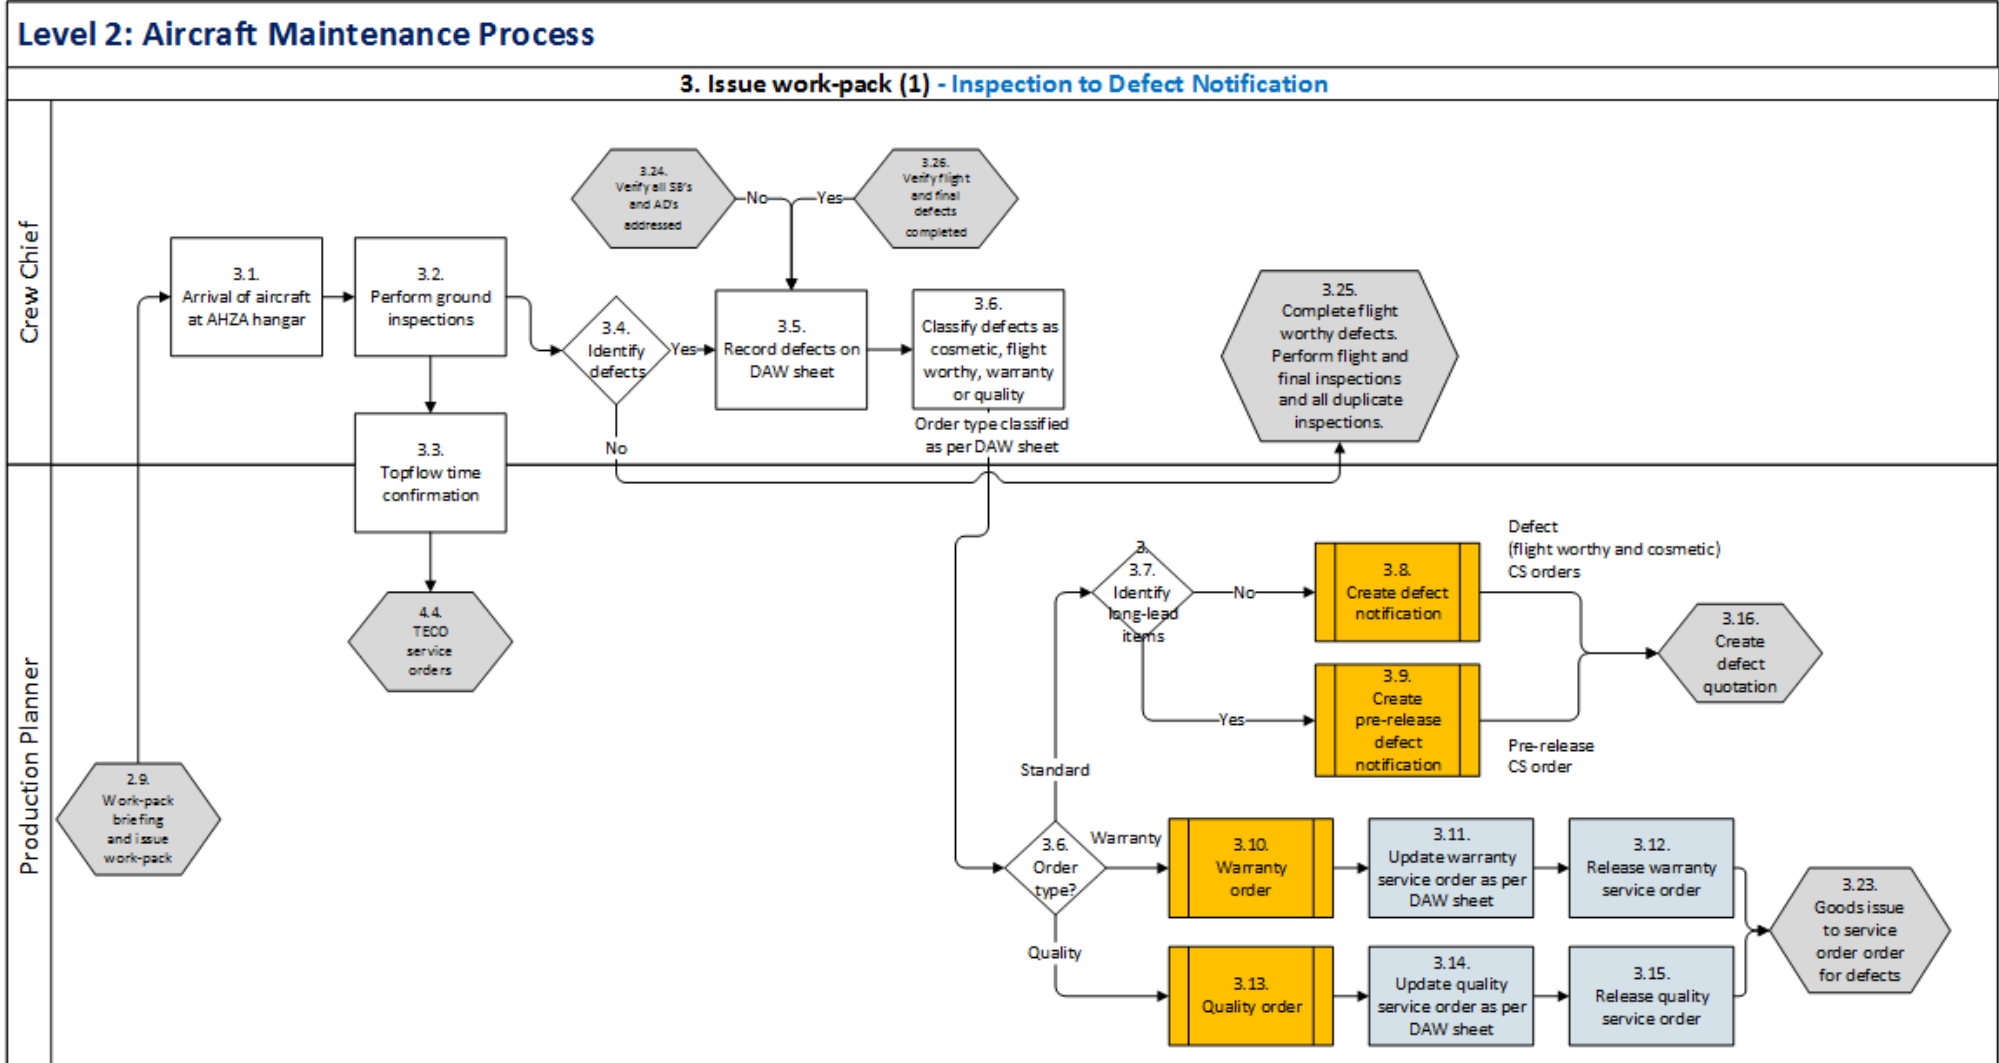 Level 2: Aircraft Maintenance Process
3. Issue work-pack (1) - Inspection to Defect Notification
Crew Chief
3.24.
Verify all SB's
and AD's
addressed
No
Yes
3.26.
Verify flight
and final
defects
completed
3.1.
Arrival of aircraft
at AHZA hangar
3.2.
Perform ground
inspections
3.4.
Identify
defects
Yes
No
3.5.
Record defects on
DAW sheet
3.6.
Classify defects as
cosmetic, flight
worthy, warranty
or quality
Order type classified
as per DAW sheet
3.25.
Complete flight
worthy defects.
Perform flight and
final inspections
and all duplicate
inspections.
3.3.
Topflow time
confirmation
Production Planner
4.4.
TECO
service
orders
2.9.
Work-pack
briefing
and issue
work-pack
3.
3.7.
Identify
long-lead
items
No
Yes
3.8.
Create defect
notification
Defect
(flight worthy and cosmetic)
CS orders
3.9.
Create
pre-release
defect
notification
Pre-release
CS order
3.16.
Create
defect
quotation
Standard
3.6.
Order
type?
Warranty
Quality
3.10.
Warranty
order
3.11.
Update warranty
service order as per
DAW sheet
3.12.
Release warranty
service order
3.13.
Quality order
3.14.
Update quality
service order as per
DAW sheet
3.15.
Release quality
service order
3.23.
Goods issue
to service
order order
for defects